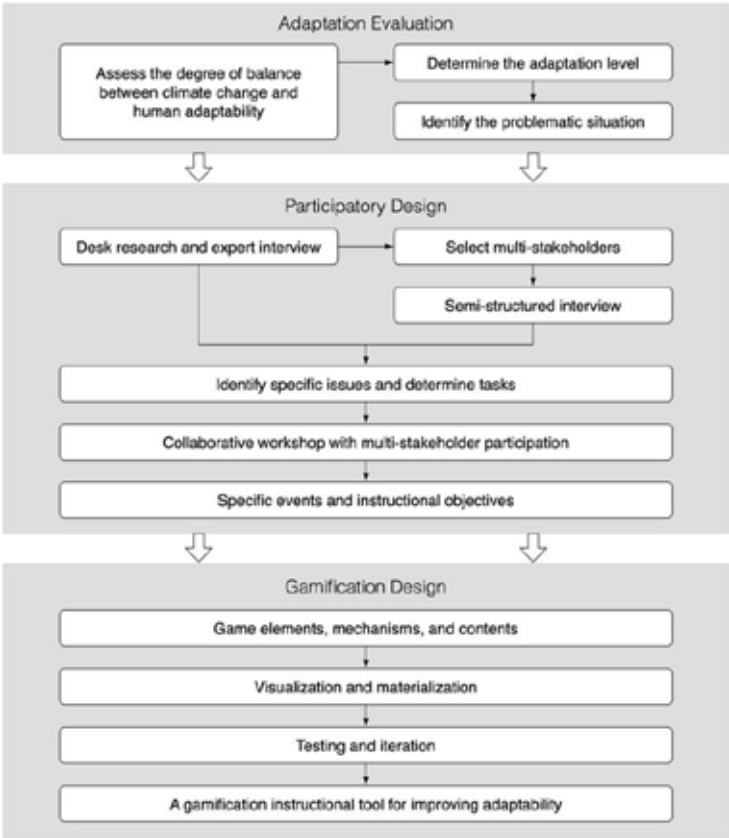 Adaptation Evaluation
Assess the degree of balance
between climate change and
human adaptability
Determine the adaptation level
Identify the problematic situation
Participatory Design
Desk research and expert interview
Select multi-stakeholders
Semi-structured interview
Identify specific issues and determine tasks
Collaborative workshop with multi-stakeholder participation
Specific events and instructional objectives
Gamification Design
Game elements, mechanisms, and contents
Visualization and materialization
Testing and iteration
A gamification instructional tool for improving adaptability